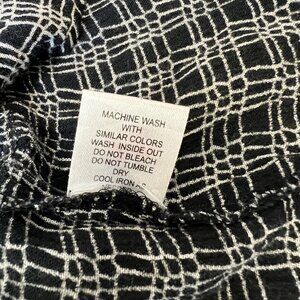 MACHINE WASH
WITH
SIMILAR COLORS
WASH INSIDE OUT
DO NOT BLEACH
DO NOT TUMBLE
DRY
COOL IRON